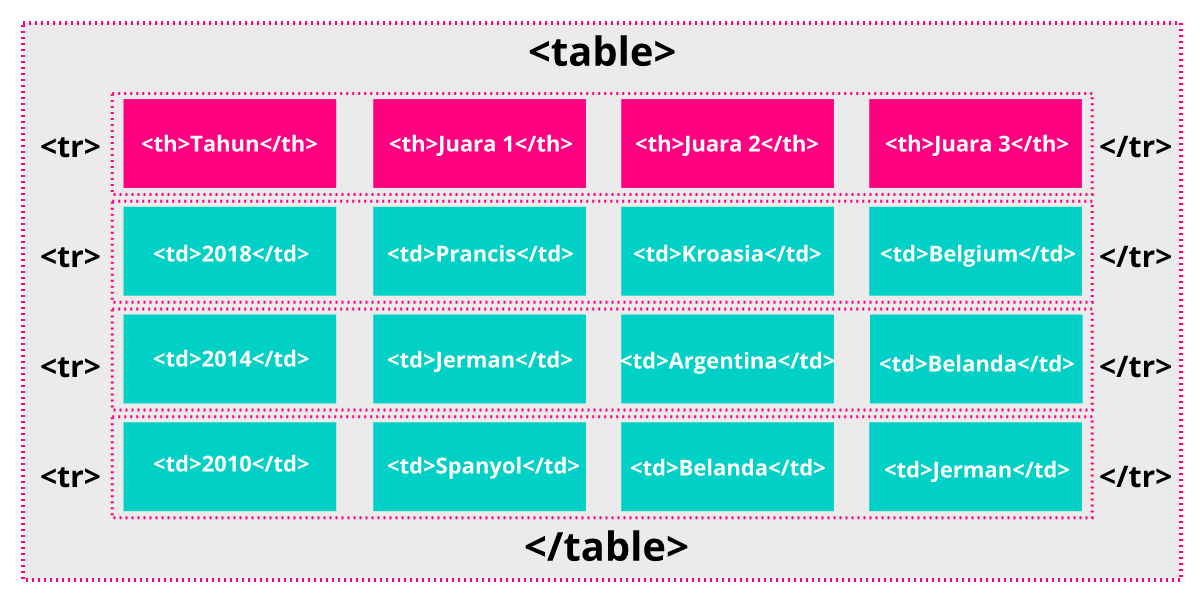 <table>
<tr> <th>Tahun</th> <th>Juara 1</th> <th>Juara 2</th> <th>Juara 3</th> </tr>
<tr> <td>2018</td> <td>Prancis</td> <td>Kroasia</td> <td>Belgium</td> </tr>
<tr> <td>2014</td> <td>Jerman</td> <td>Argentina</td> <td>Belanda</td> </tr>
<tr> <td>2010</td> <td>Spanyol</td> <td>Belanda</td> <td>Jerman</td> </tr>
</table>